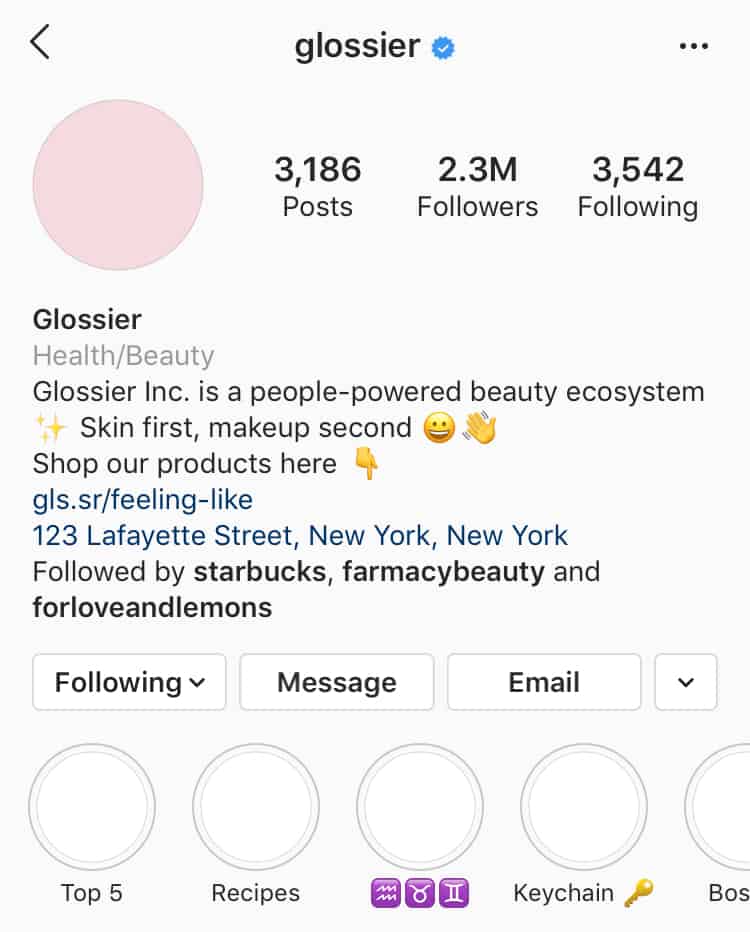 glossier
3,186 2.3M 3,542
Posts Followers Following
Glossier
Health/Beauty
Glossier Inc. is a people-powered beauty ecosystem
✨ Skin first, makeup second 😀👋
Shop our products here 👇
gls.sr/feeling-like
123 Lafayette Street, New York, New York
Followed by starbucks, farmacybeauty and
forloveandlemons
Following Message Email
Top 5 Recipes ♒♉♊ Keychain 🔑 Bos